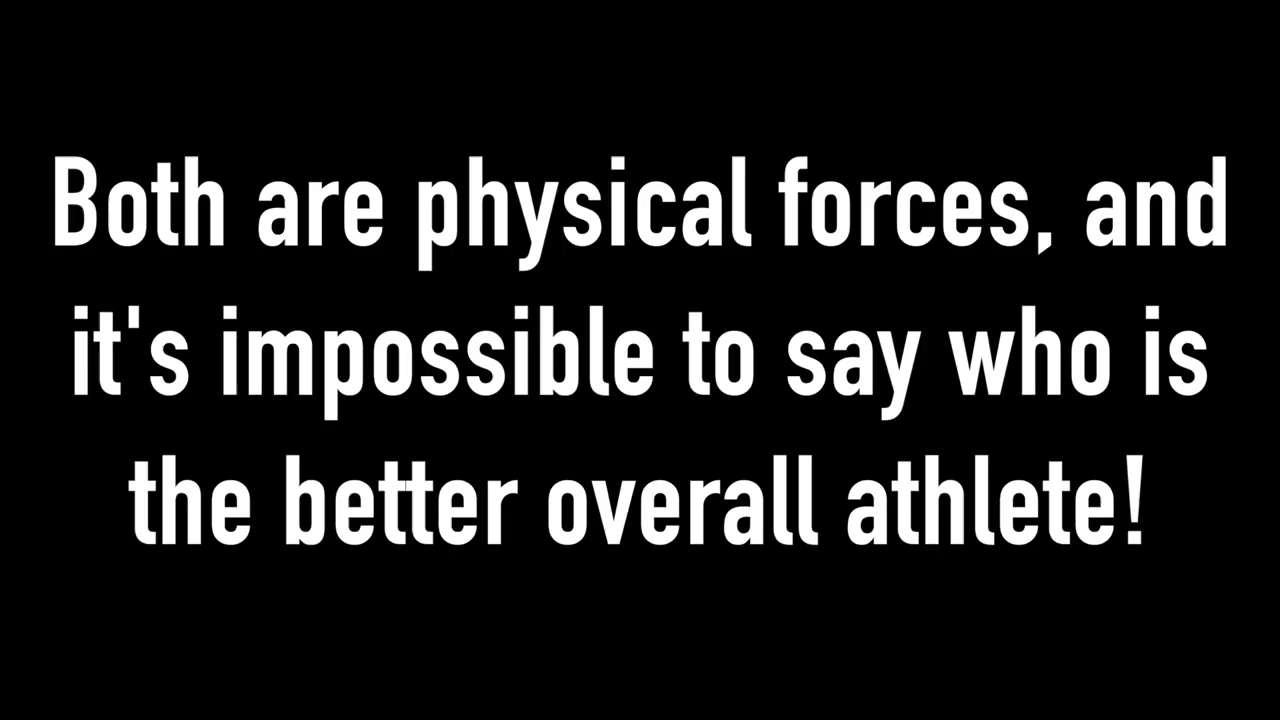 Both are physical forces, and
it's impossible to say who is
the better overall athlete!